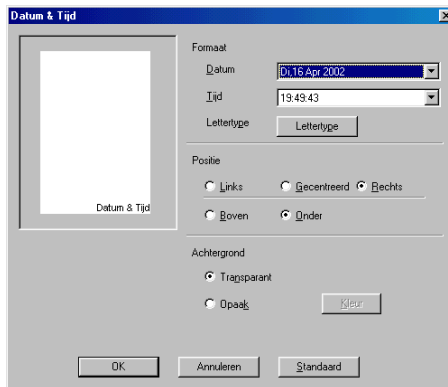 Datum & Tijd
Formaat
Datum Di,16 Apr 2002
Tijd 19:49:43
Lettertype Lettertype
Datum & Tijd
Positie
Links Gecentreerd Rechts
Boven Onder
Achtergrond
Transparant
Opaak Kleur
OK Annuleren Standaard